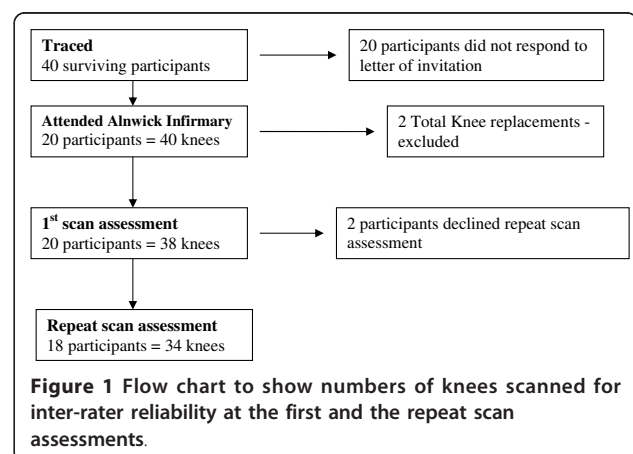 Traced
40 surviving participants
20 participants did not respond to
letter of invitation
Attended Alnwick Infirmary
20 participants = 40 knees
2 Total Knee replacements -
excluded
1st scan assessment
20 participants = 38 knees
2 participants declined repeat scan
assessment
Repeat scan assessment
18 participants = 34 knees
Figure 1 Flow chart to show numbers of knees scanned for
inter-rater reliability at the first and the repeat scan
assessments.